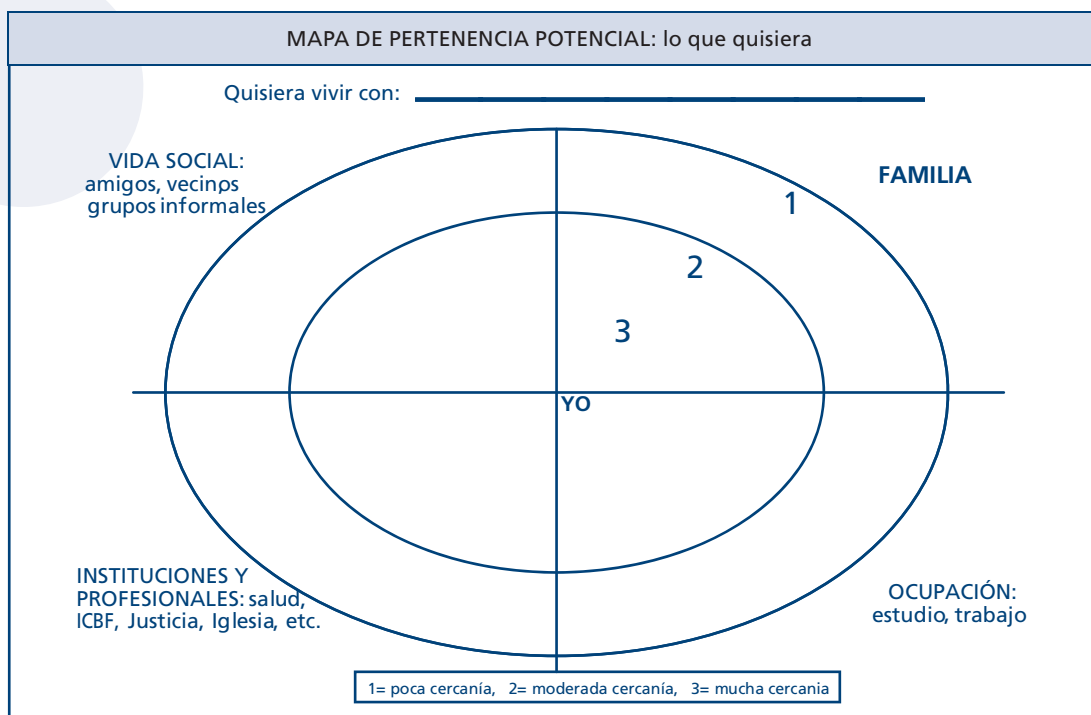 MAPA DE PERTENENCIA POTENCIAL: lo que quisiera
Quisiera vivir con:
VIDA SOCIAL:
amigos, vecinos
grupos informales
FAMILIA
1
2
3
YO
INSTITUCIONES Y
PROFESIONALES: salud,
ICBF, Justicia, Iglesia, etc.
OCUPACIÓN:
estudio, trabajo
1= poca cercanía, 2= moderada cercanía, 3= mucha cercania